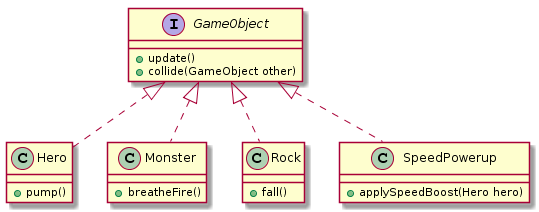 I GameObject
update()
collide(GameObject other)
C Hero
C Monster
C Rock
C SpeedPowerup
pump()
breatheFire()
fall()
applySpeedBoost(Hero hero)